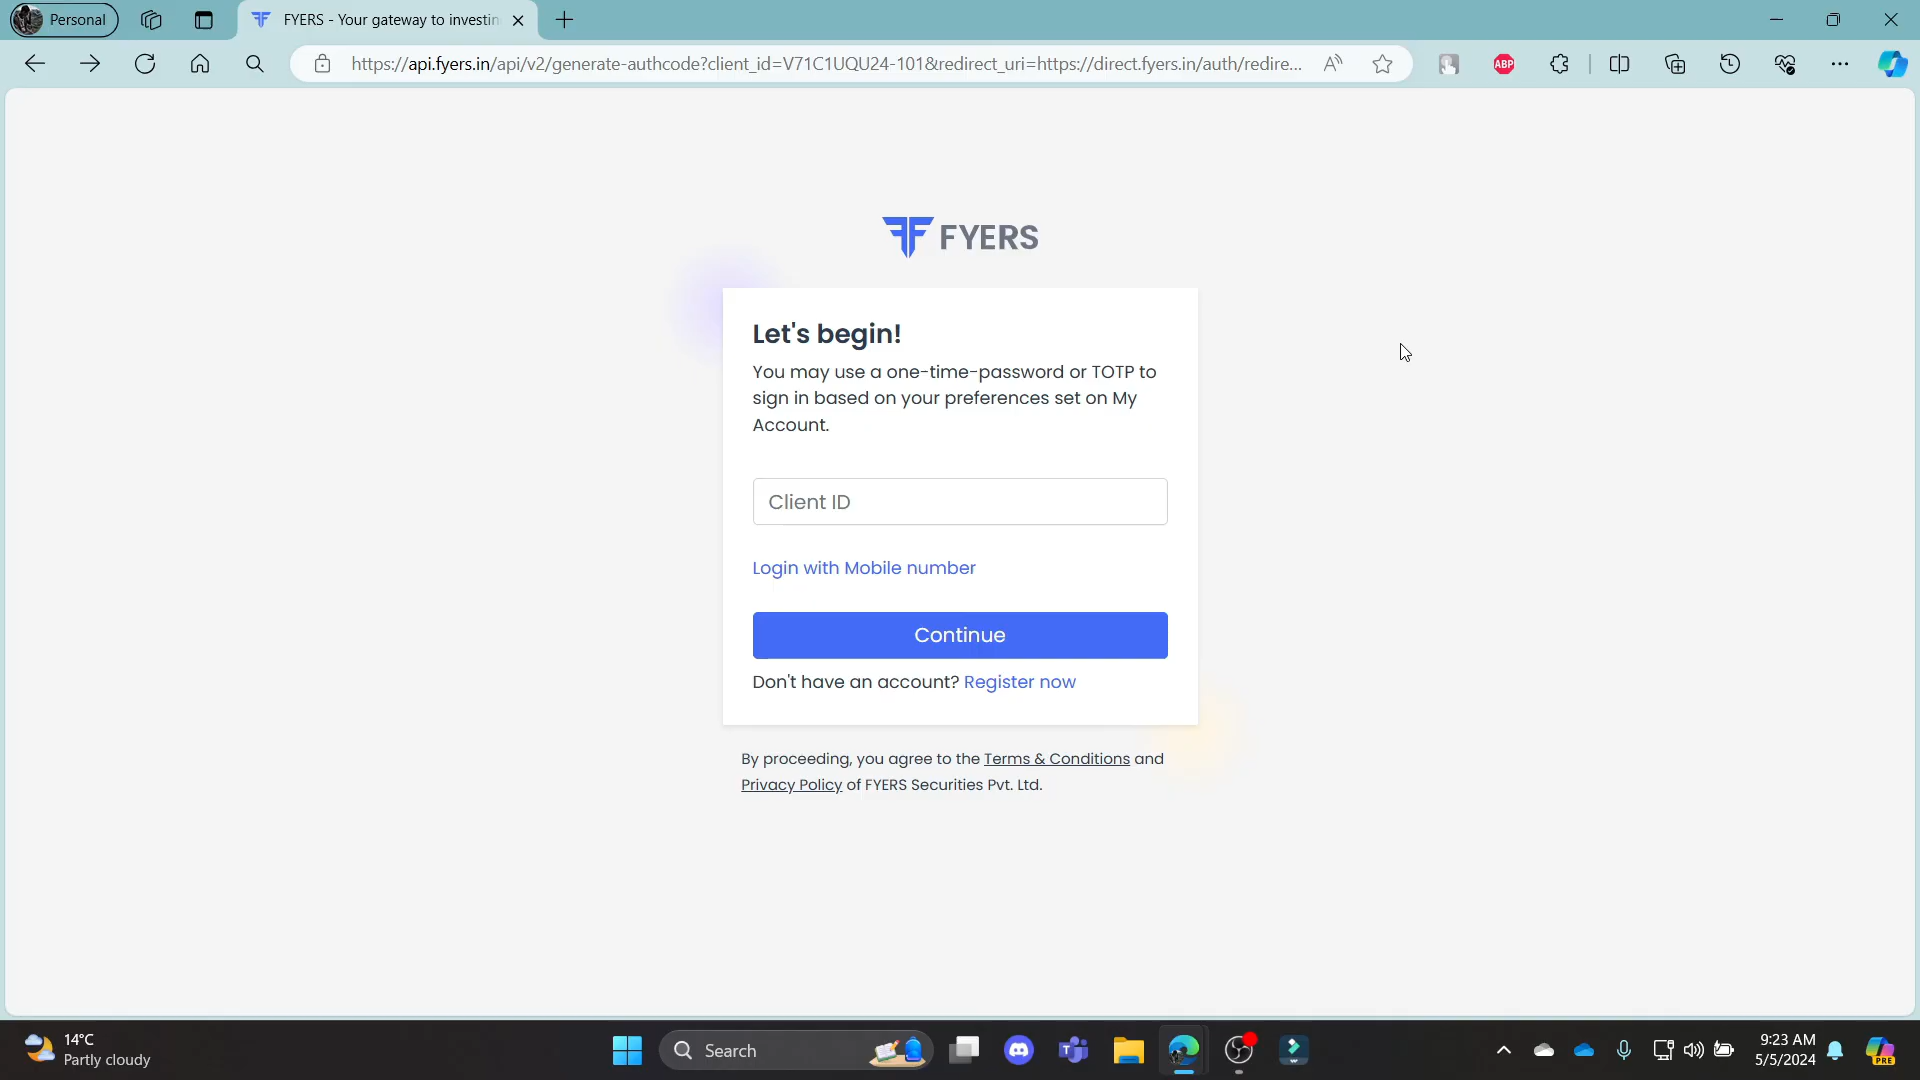 Personal
FYERS - Your gateway to investin
https://api.fyers.in/api/v2/generate-authcode?client_id=V71C1UQU24-101&redirect_uri=https://direct.fyers.in/auth/redire...
ABP
FYERS
Let's begin!
You may use a one-time-password or TOTP to
sign in based on your preferences set on My
Account.
Client ID
Login with Mobile number
Continue
Don't have an account? Register now
By proceeding, you agree to the Terms & Conditions and
Privacy Policy of FYERS Securities Pvt. Ltd.
14°C
Partly cloudy
Search
9:23 AM
5/5/2024
PRE